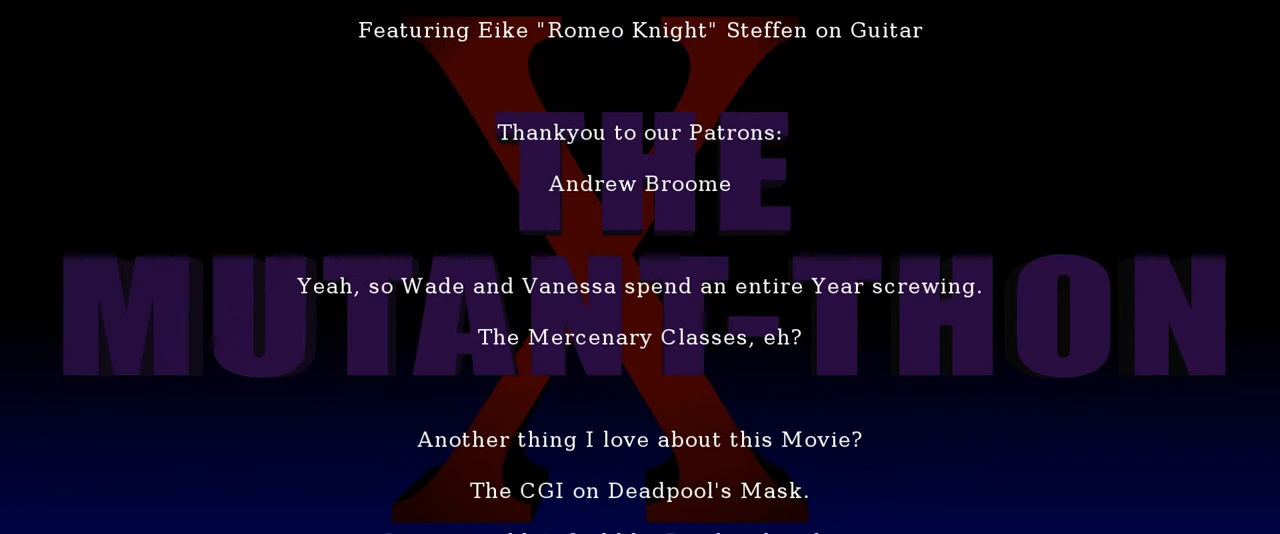 Featuring Eike "Romeo Knight" Steffen on Guitar
Thankyou to our Patrons:
THE
Andrew Broome
MUTANT-THON
Yeah, so Wade and Vanessa spend an entire Year screwing.
The Mercenary Classes, eh?
X
Another thing I love about this Movie?
The CGI on Deadpool's Mask.